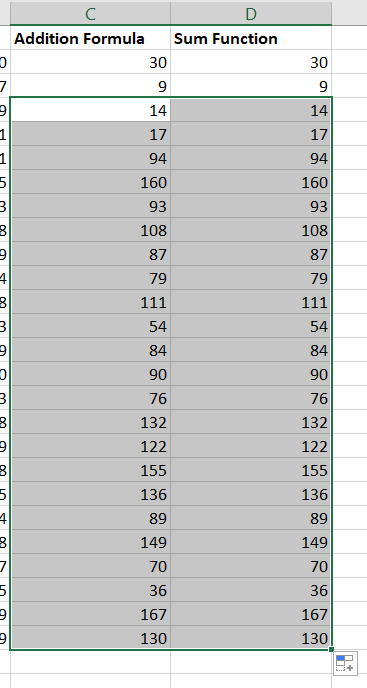 C D
Addition Formula Sum Function
0 30 30
7 9 9
9 14 14
1 17 17
1 94 94
5 160 160
3 93 93
8 108 108
9 87 87
4 79 79
8 111 111
3 54 54
9 84 84
0 90 90
3 76 76
8 132 132
9 122 122
8 155 155
5 136 136
4 89 89
8 149 149
7 70 70
5 36 36
9 167 167
9 130 130